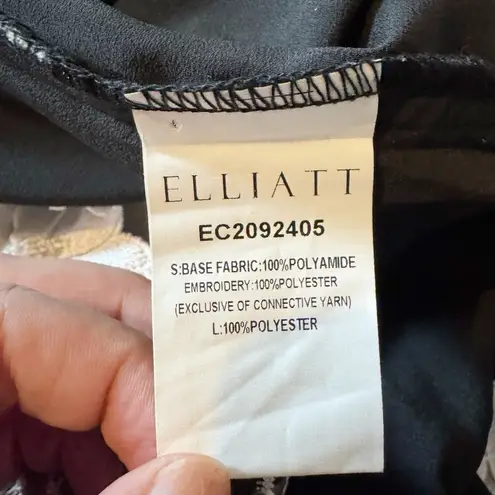 ELLIATT
EC2092405
S:BASE FABRIC:100%POLYAMIDE
EMBROIDERY:100%POLYESTER
(EXCLUSIVE OF CONNECTIVE YARN)
L:100%POLYESTER